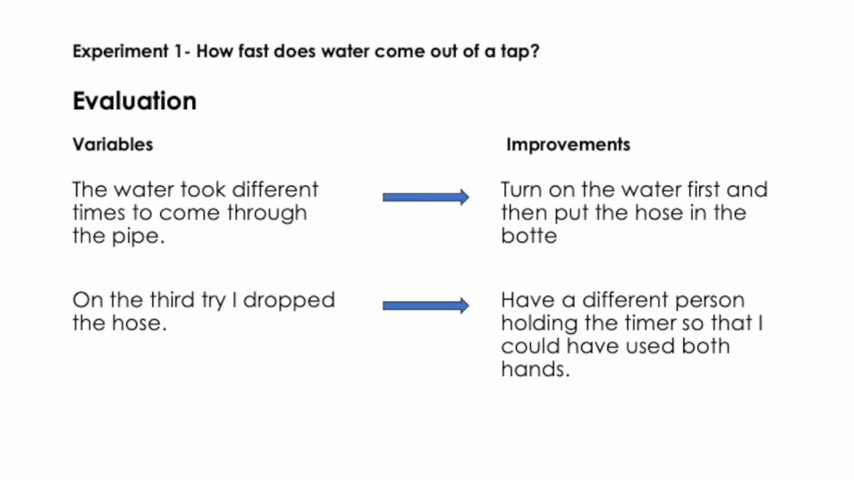 Experiment 1- How fast does water come out of a tap?
Evaluation
Variables
Improvements
The water took different
times to come through
the pipe.
Turn on the water first and
then put the hose in the
botte
On the third try I dropped
the hose.
Have a different person
holding the timer so that I
could have used both
hands.